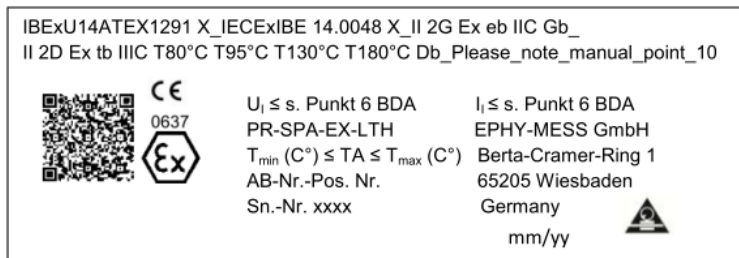 IBExU14ATEX1291 X_IECExIBE 14.0048 X_II 2G Ex eb IIC Gb_
II 2D Ex tb IIIC T80°C T95°C T130°C T180°C Db_Please_note_manual_point_10
CE
0637
Ex
Uᵢ ≤ s. Punkt 6 BDA
PR-SPA-EX-LTH
Tmin (C°) ≤ TA ≤ Tmax (C°)
AB-Nr.-Pos. Nr.
Sn.-Nr. xxxx
Iᵢ ≤ s. Punkt 6 BDA
EPHY-MESS GmbH
Berta-Cramer-Ring 1
65205 Wiesbaden
Germany
mm/yy